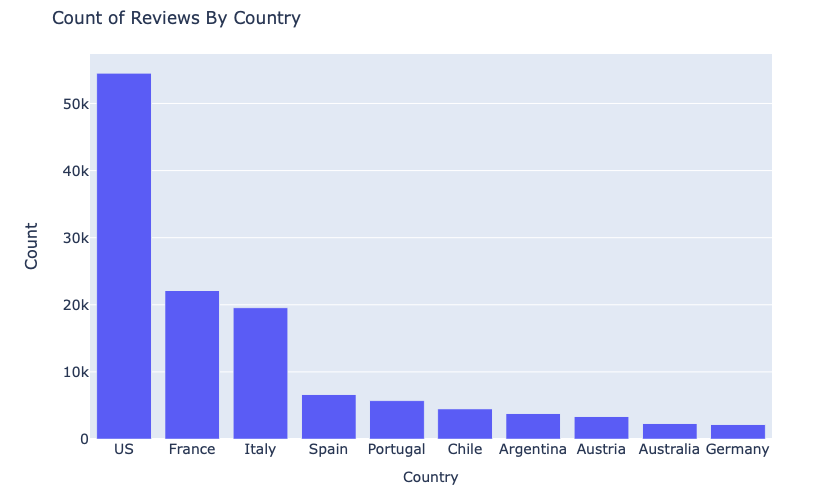 Count of Reviews By Country
Count
50k
40k
30k
20k
10k
0
US France Italy Spain Portugal Chile Argentina Austria Australia Germany
Country